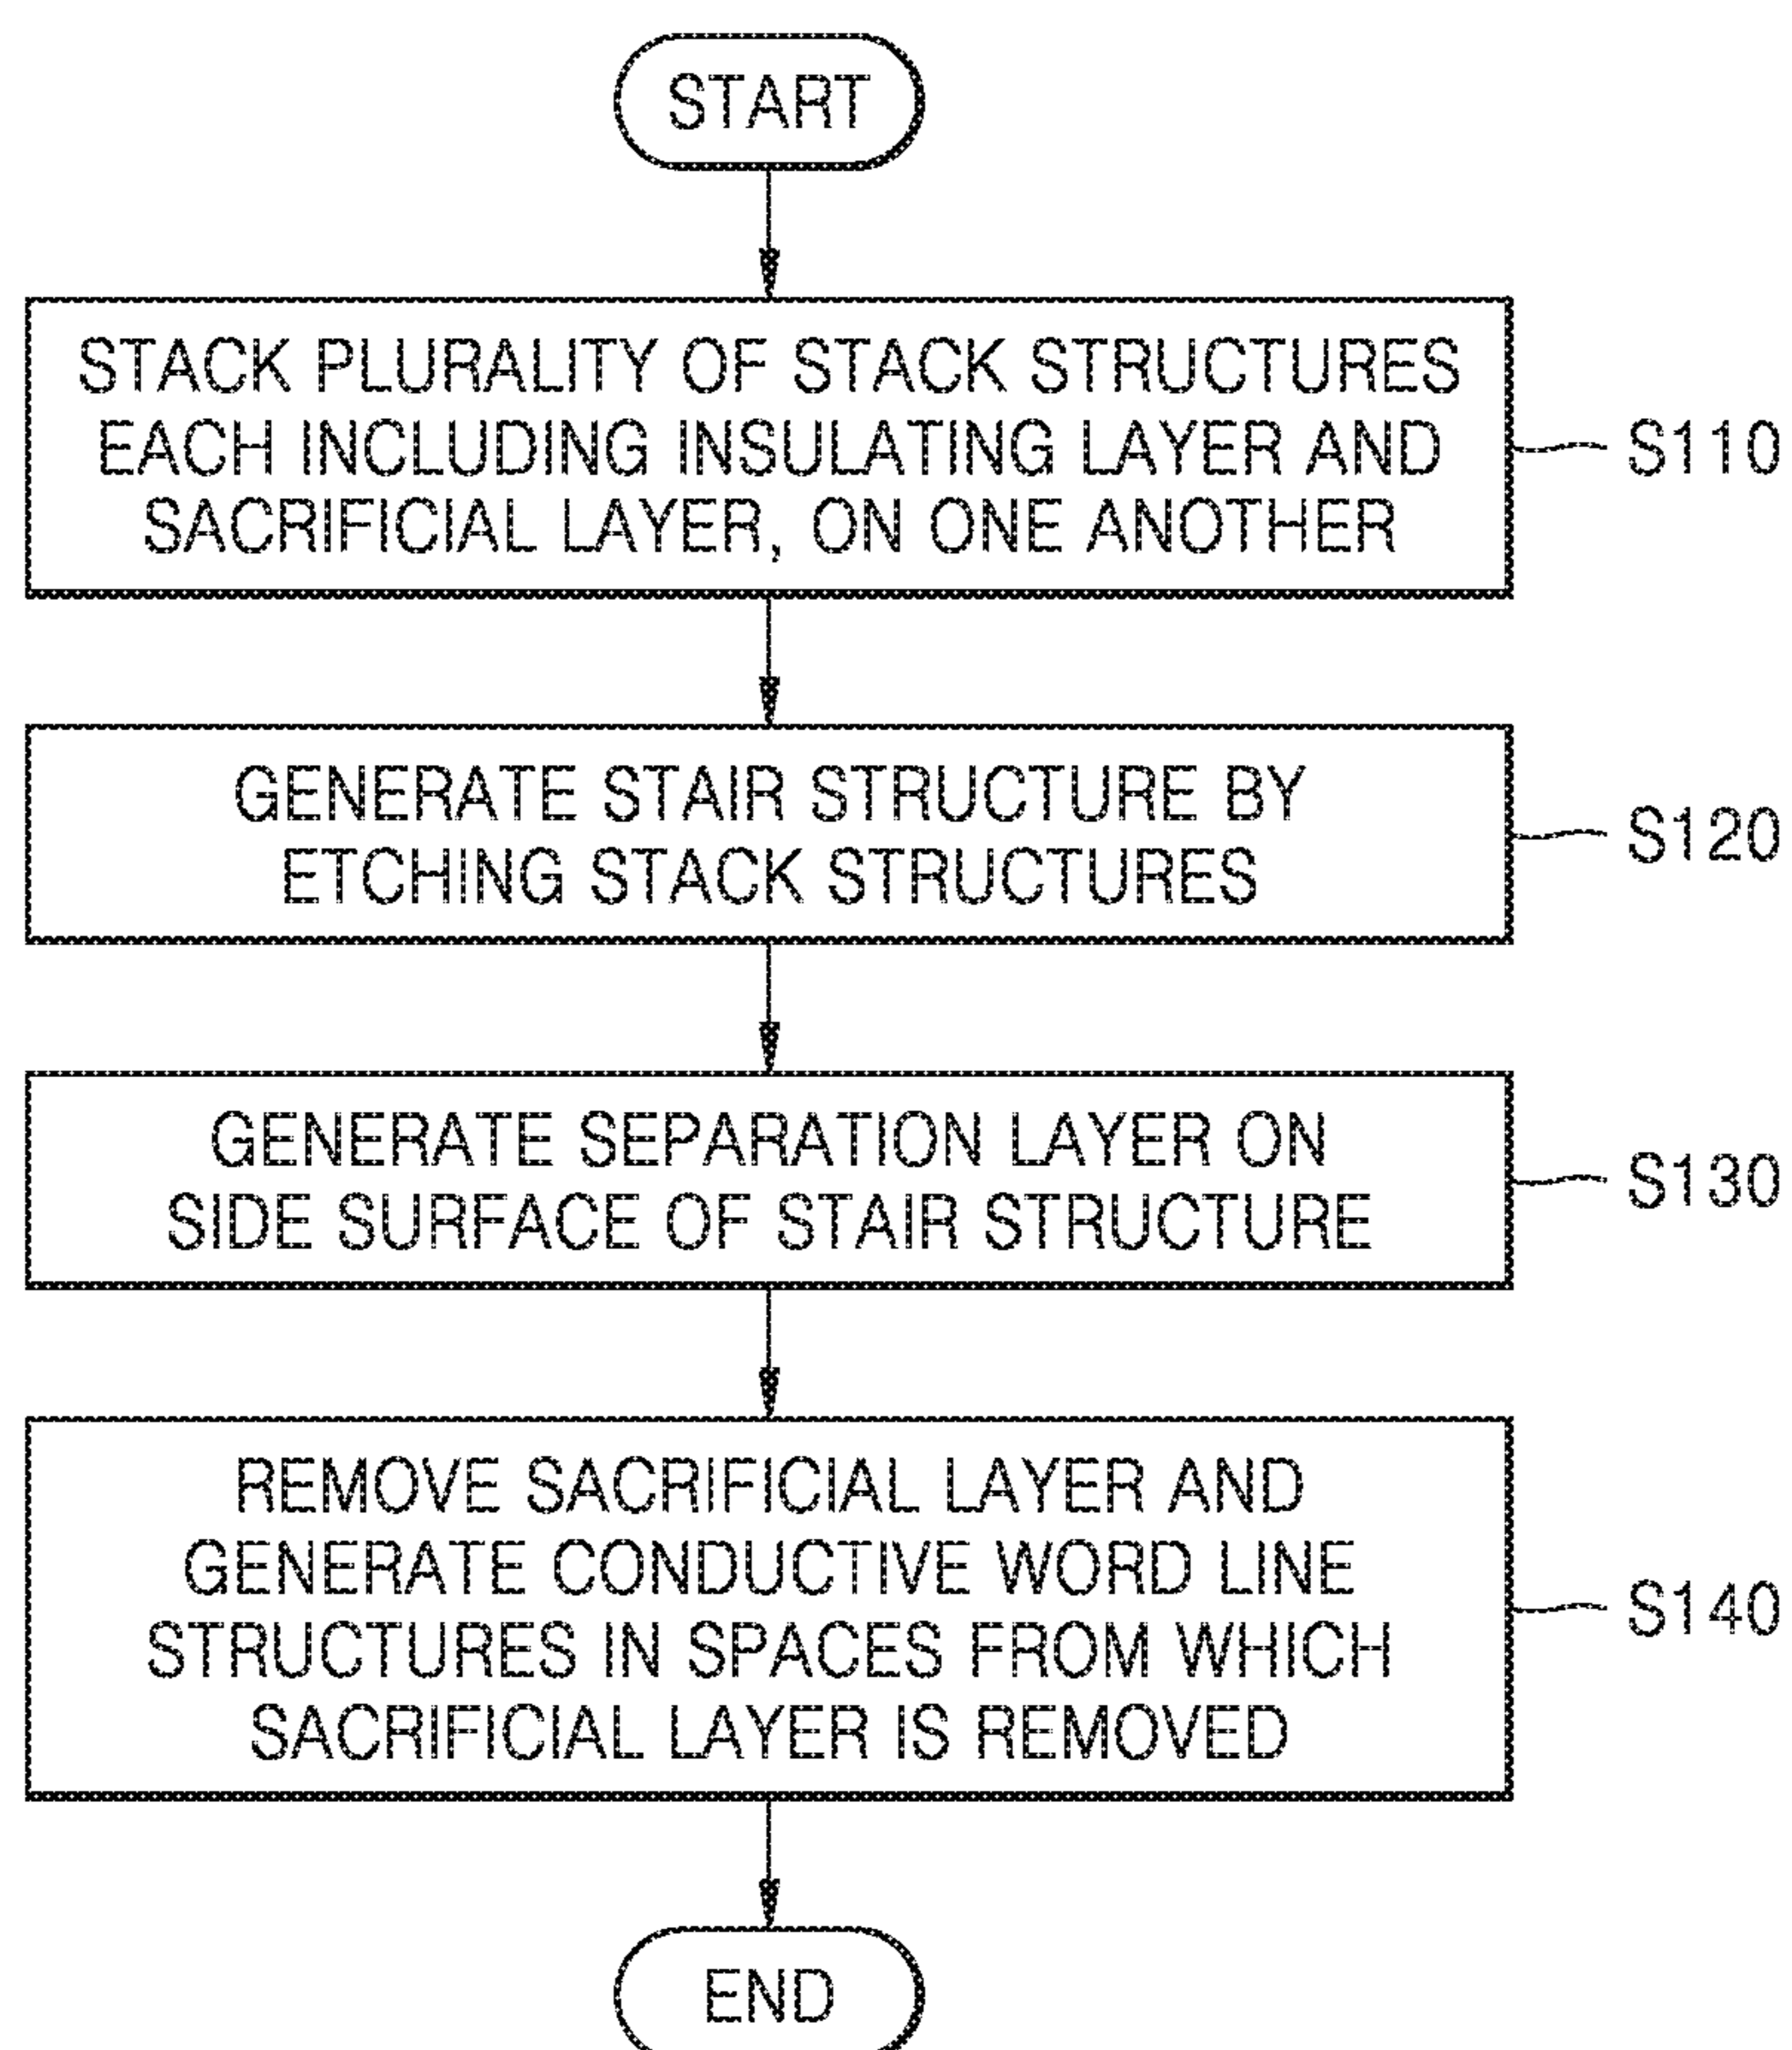 START
STACK PLURALITY OF STACK STRUCTURES
EACH INCLUDING INSULATING LAYER AND
SACRIFICIAL LAYER, ON ONE ANOTHER
S110
GENERATE STAIR STRUCTURE BY
ETCHING STACK STRUCTURES
S120
GENERATE SEPARATION LAYER ON
SIDE SURFACE OF STAIR STRUCTURE
S130
REMOVE SACRIFICIAL LAYER AND
GENERATE CONDUCTIVE WORD LINE
STRUCTURES IN SPACES FROM WHICH
SACRIFICIAL LAYER IS REMOVED
S140
END